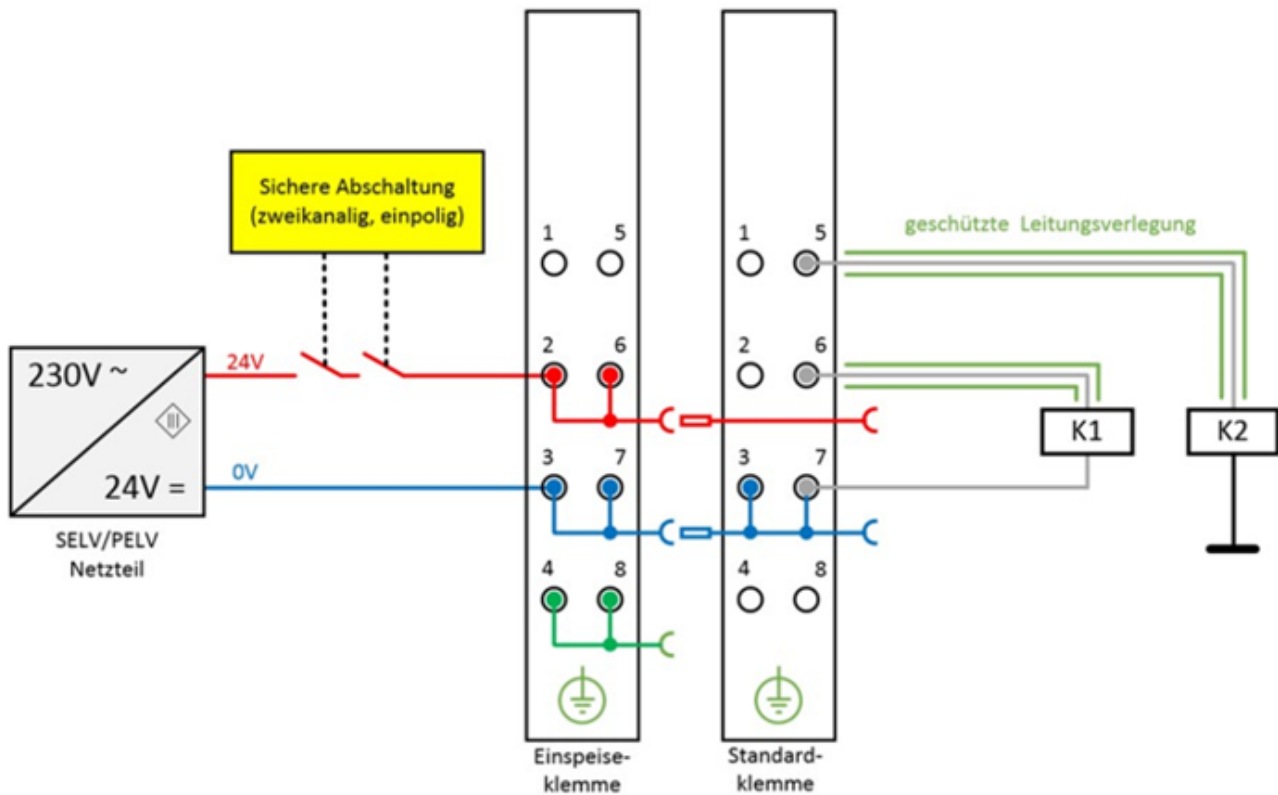 Sichere Abschaltung
(zweikanalig, einpolig)
geschützte Leitungsverlegung
1 5
1 5
230V ~
24V
2 6
2 6
24V =
0V
3 7
3 7
K1
K2
SELV/PELV
Netzteil
4 8
4 8
Einspeise-
klemme
Standard-
klemme